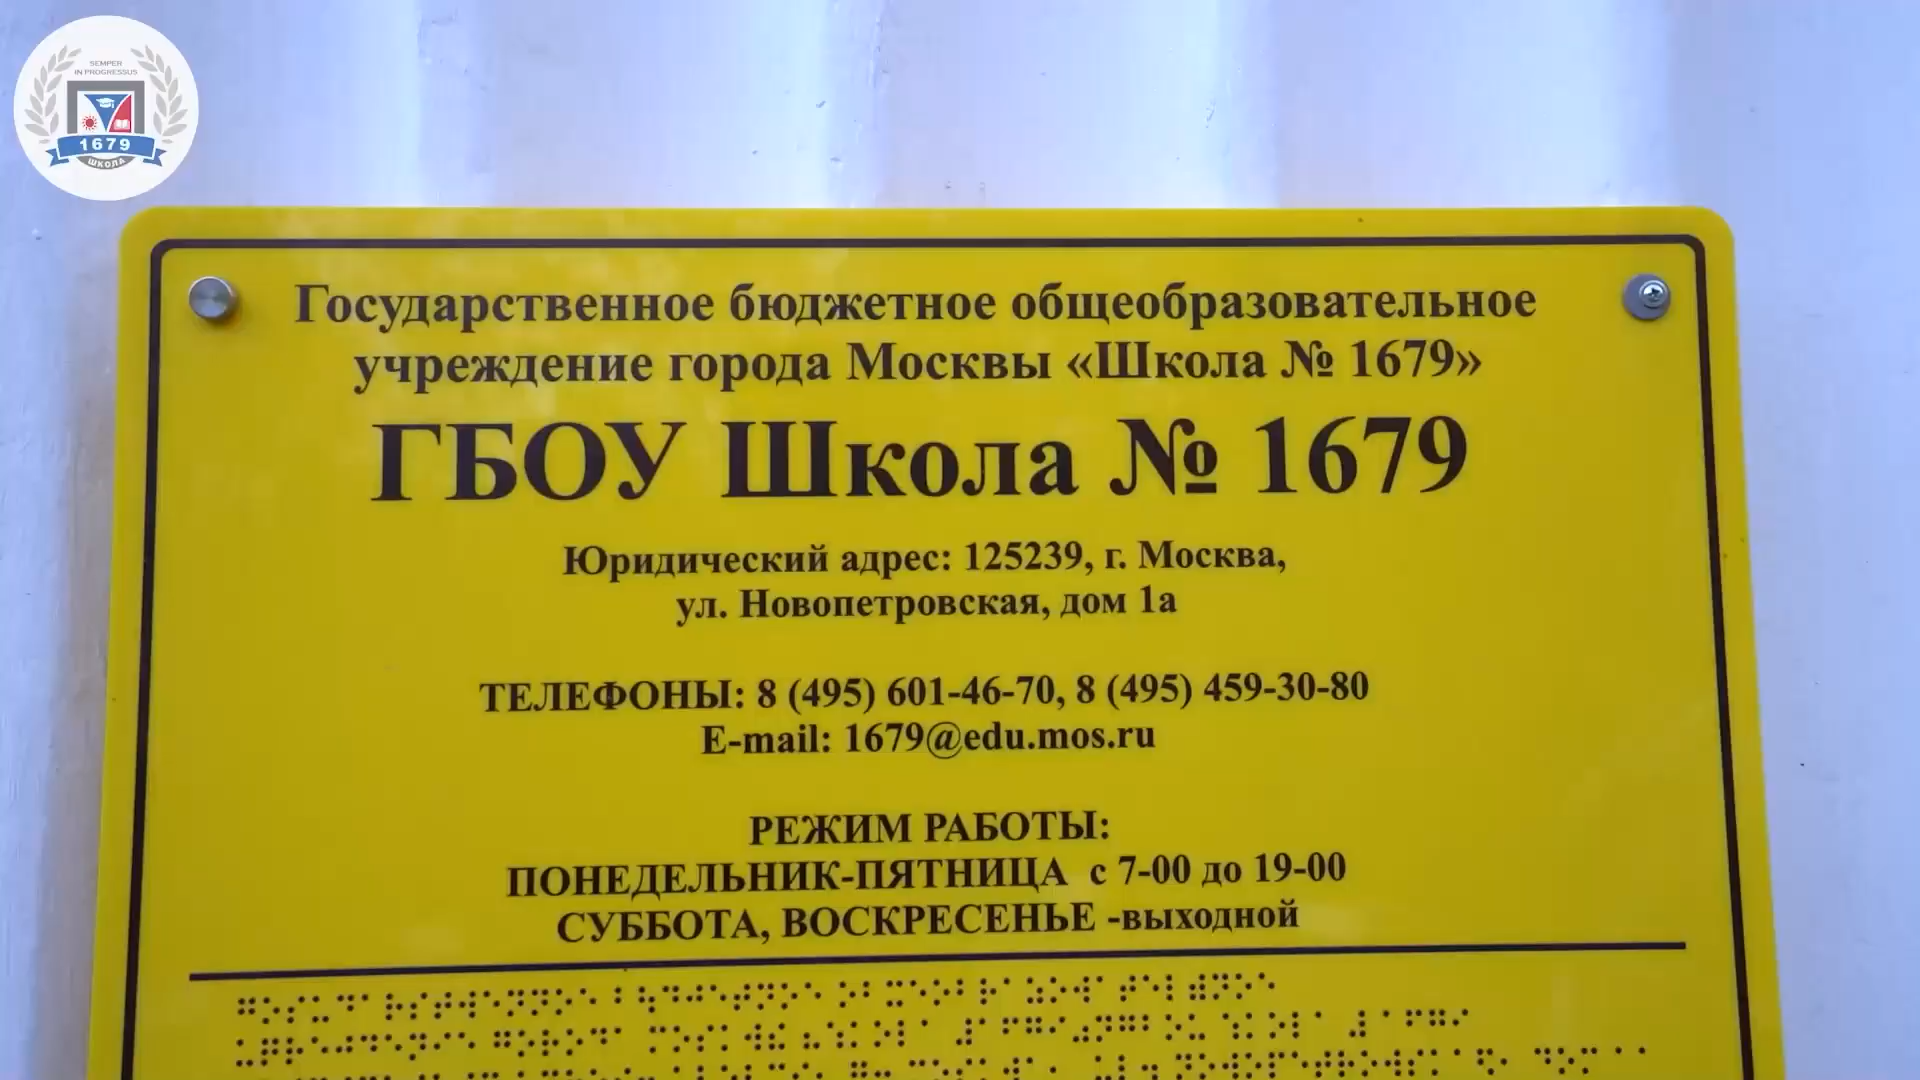 SEMPER
IN PROGRESSUS
1679
ШКОЛА
Государственное бюджетное общеобразовательное
учреждение города Москвы «Школа № 1679»
ГБОУ Школа № 1679
Юридический адрес: 125239, г. Москва,
ул. Новопетровская, дом 1а
ТЕЛЕФОНЫ: 8 (495) 601-46-70, 8 (495) 459-30-80
E-mail: 1679@edu.mos.ru
РЕЖИМ РАБОТЫ:
ПОНЕДЕЛЬНИК-ПЯТНИЦА с 7-00 до 19-00
СУББОТА, ВОСКРЕСЕНЬЕ -выходной